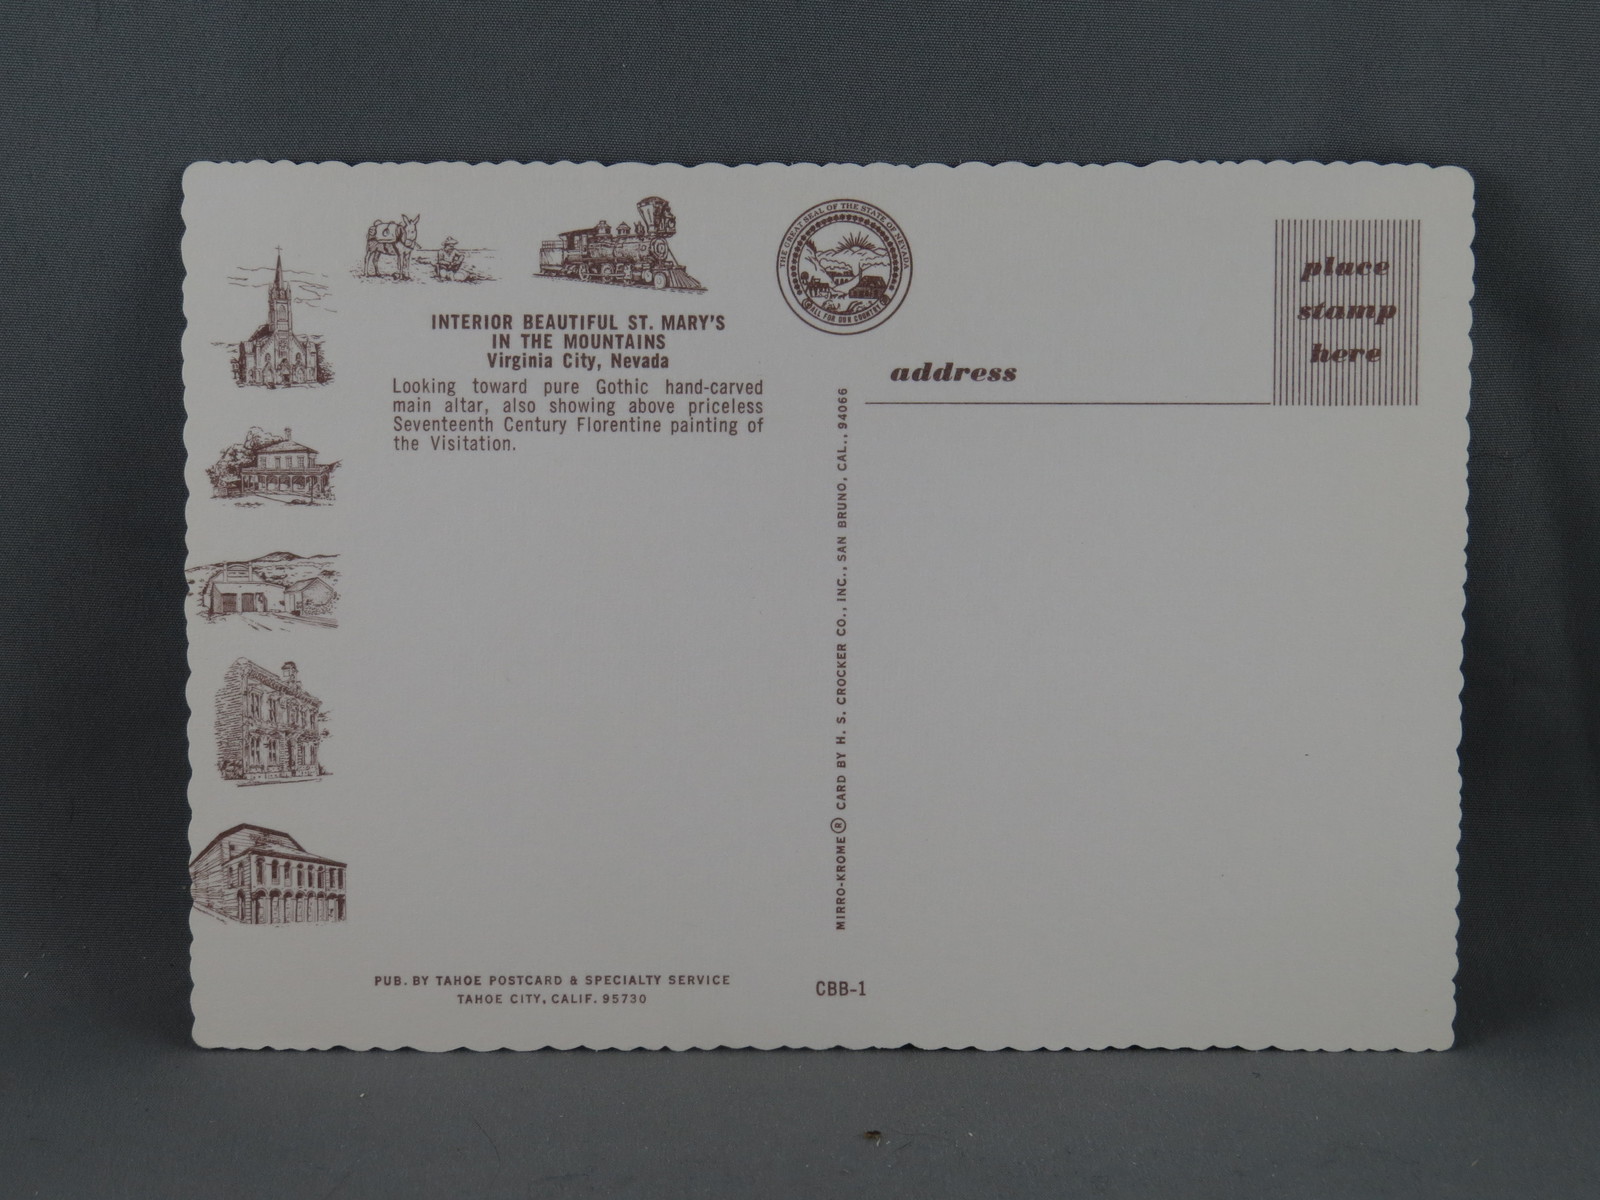 INTERIOR BEAUTIFUL ST. MARY'S
IN THE MOUNTAINS
Virginia City, Nevada
Looking toward pure Gothic hand-carved
main altar, also showing above priceless
Seventeenth Century Florentine painting of
the Visitation.
PUB. BY TAHOE POSTCARD & SPECIALTY SERVICE
TAHOE CITY, CALIF. 95730
MIRRO-KROME® CARD BY H. S. CROCKER CO., INC., SAN BRUNO, CAL., 94066
CBB-1
THE GREAT SEAL OF THE STATE OF NEVADA
ALL FOR OUR COUNTRY
address
place
stamp
here